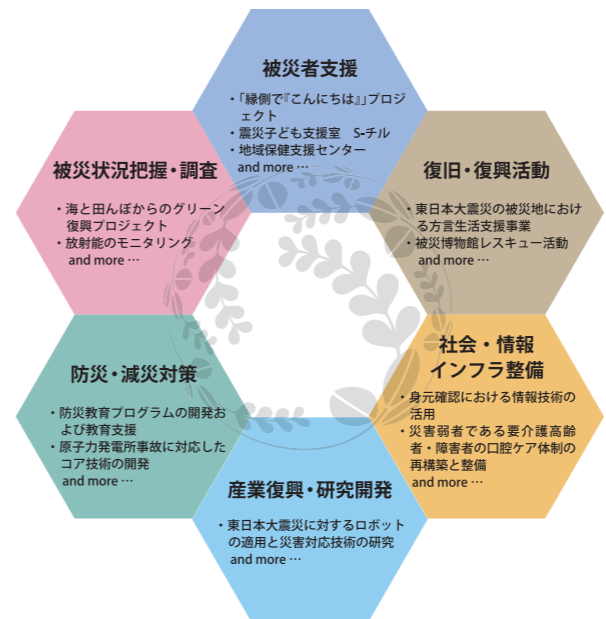 被災者支援
・「縁側で『こんにちは』」プロジ
ェクト
・震災子ども支援室　S-チル
・地域保健支援センター
and more …
被災状況把握・調査
・海と田んぼからのグリーン
復興プロジェクト
・放射能のモニタリング
and more …
復旧・復興活動
・東日本大震災の被災地におけ
る方言生活支援事業
・被災博物館レスキュー活動
and more …
防災・減災対策
・防災教育プログラムの開発お
よび教育支援
・原子力発電所事故に対応した
コア技術の開発
and more …
社会・情報
インフラ整備
・身元確認における情報技術の
活用
・災害弱者である要介護高齢
者・障害者の口腔ケア体制の
再構築と整備
and more …
産業復興・研究開発
・東日本大震災に対するロボット
の適用と災害対応技術の研究
and more …